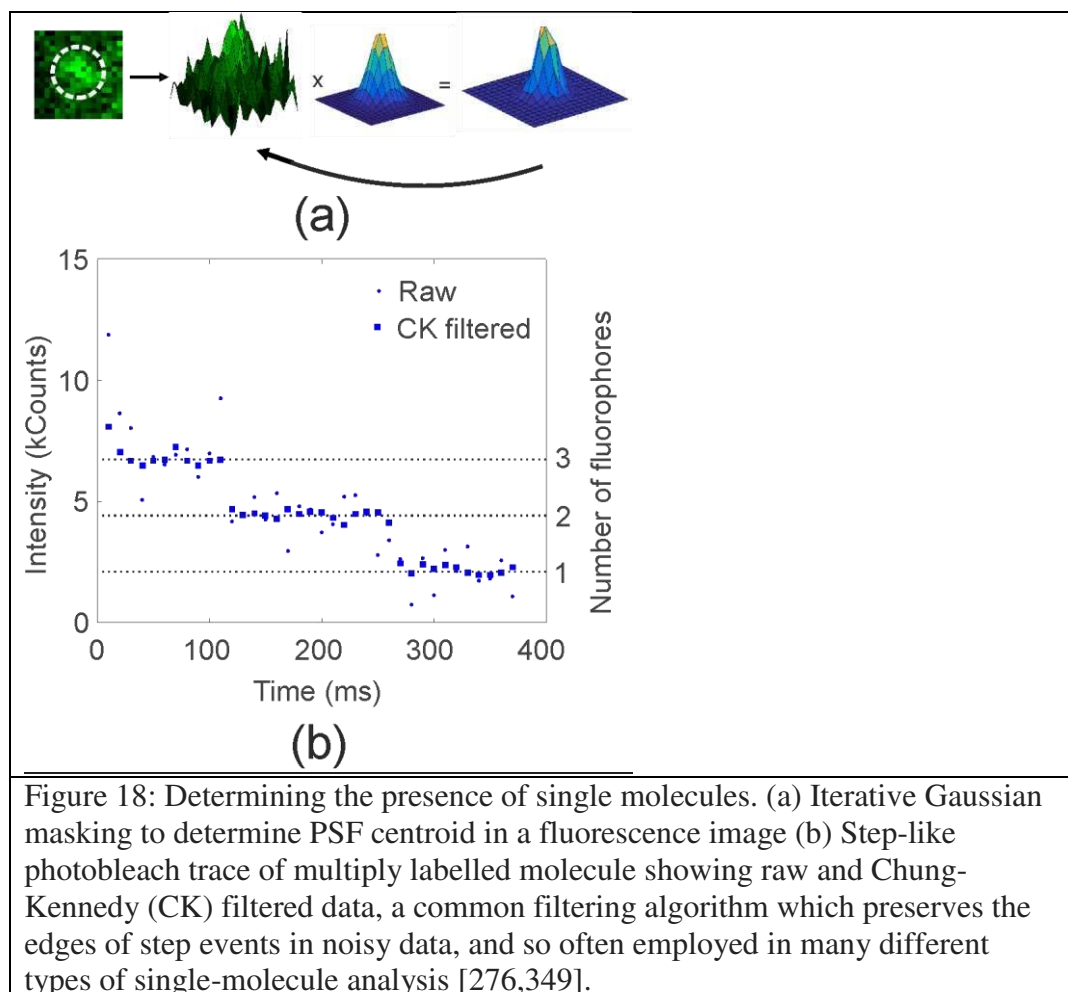 x
=
(a)
15
10
5
0
Intensity (kCounts)
Raw
CK filtered
3
2
1
Number of fluorophores
0
100
200
300
400
Time (ms)
(b)
Figure 18: Determining the presence of single molecules. (a) Iterative Gaussian
masking to determine PSF centroid in a fluorescence image (b) Step-like
photobleach trace of multiply labelled molecule showing raw and Chung-
Kennedy (CK) filtered data, a common filtering algorithm which preserves the
edges of step events in noisy data, and so often employed in many different
types of single-molecule analysis [276,349].